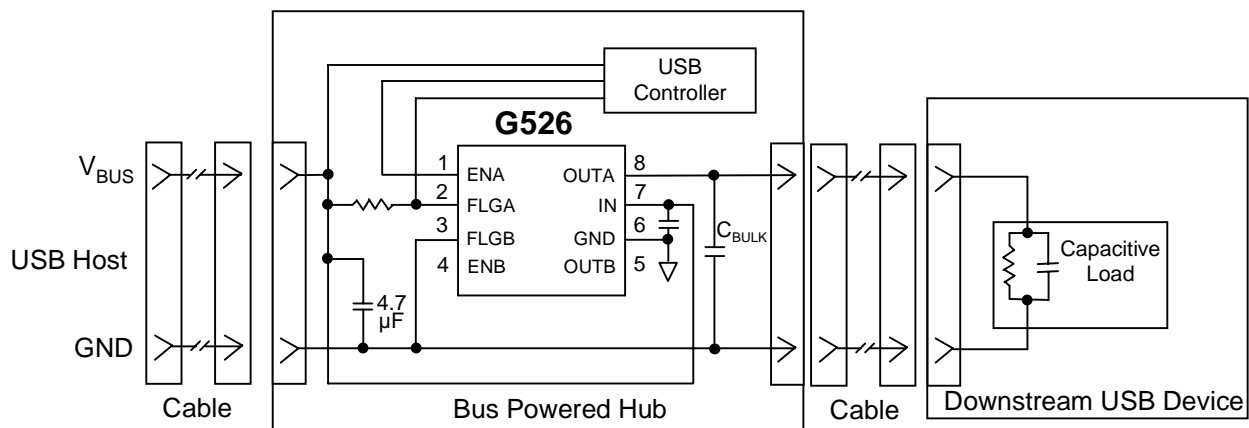 USB
Controller
G526
V_BUS
1
8
ENA
OUTA
2
7
FLGA
IN
3
6
FLGB
GND
C_BULK
4
5
ENB
OUTB
USB Host
4.7
µF
GND
Capacitive
Load
Cable
Bus Powered Hub
Cable
Downstream USB Device